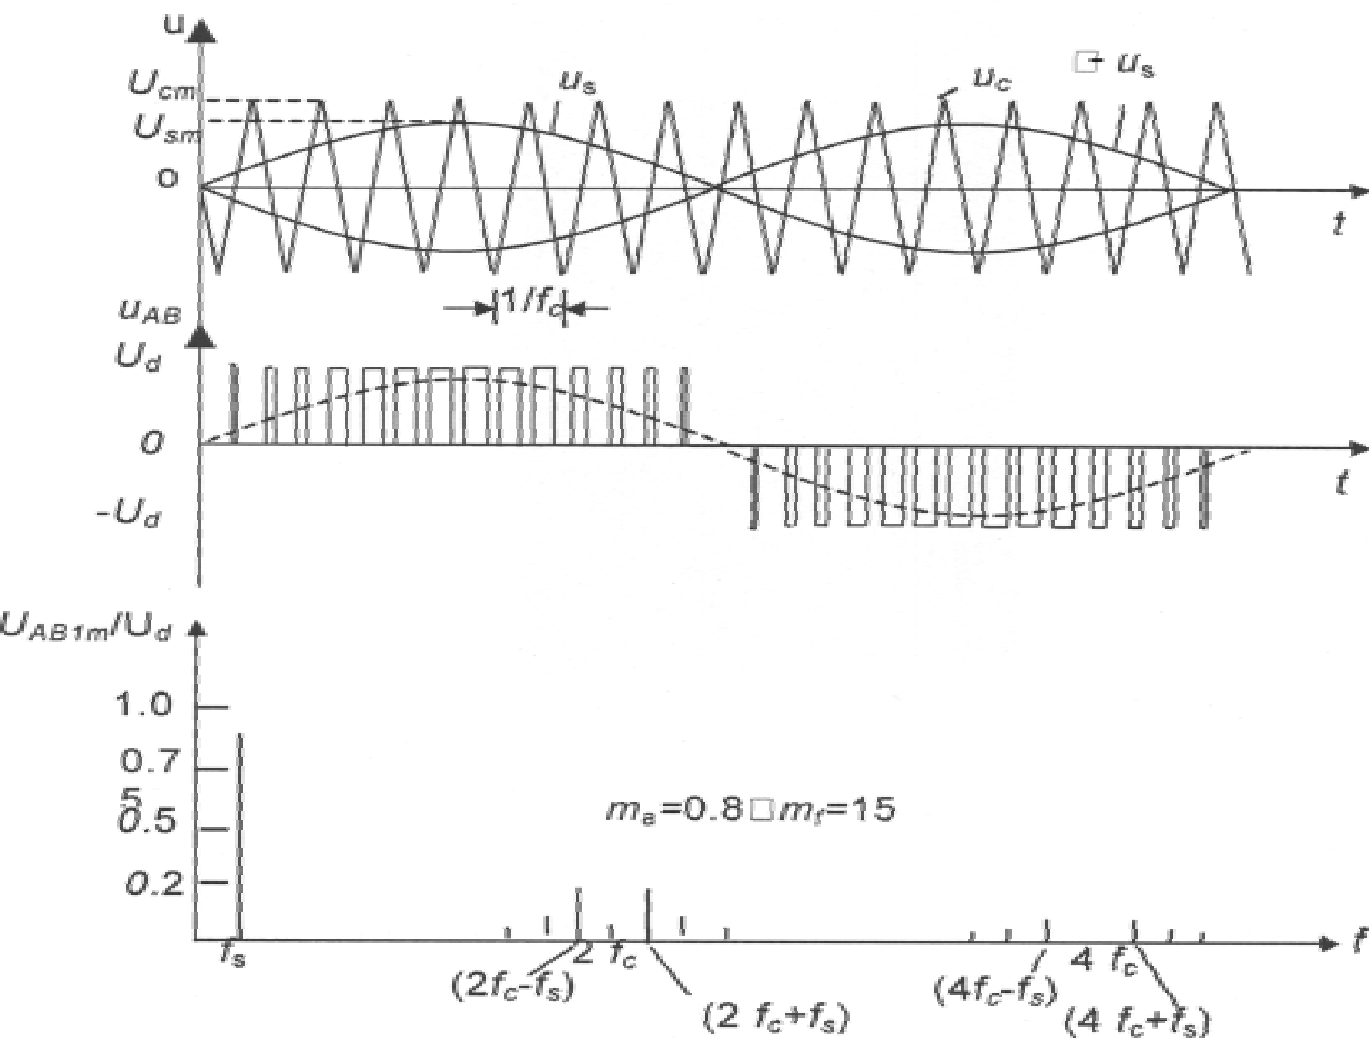 u
U_cm
U_sm
0
u_s
u_c
□ u_s
t
1/f_c
u_AB
U_d
0
-U_d
t
U_AB1m/U_d
1.0
0.7
5
0.5
0.2
m_a=0.8□m_f=15
f_s
2 f_c
(2f_c-f_s)
(2 f_c+f_s)
4 f_c
(4f_c-f_s)
(4 f_c+f_s)
f